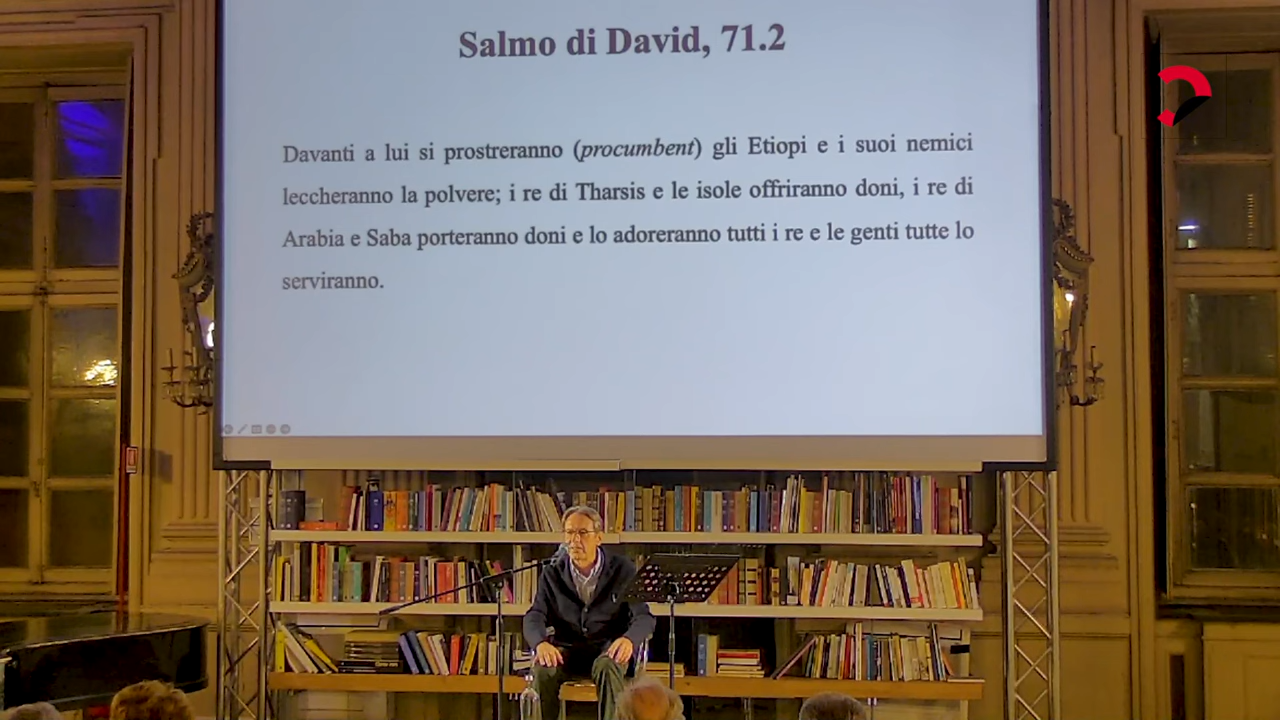 Salmo di David, 71.2
Davanti a lui si prostreranno (procumbent) gli Etiopi e i suoi nemici
leccheranno la polvere; i re di Tharsis e le isole offriranno doni, i re di
Arabia e Saba porteranno doni e lo adoreranno tutti i re e le genti tutte lo
serviranno.